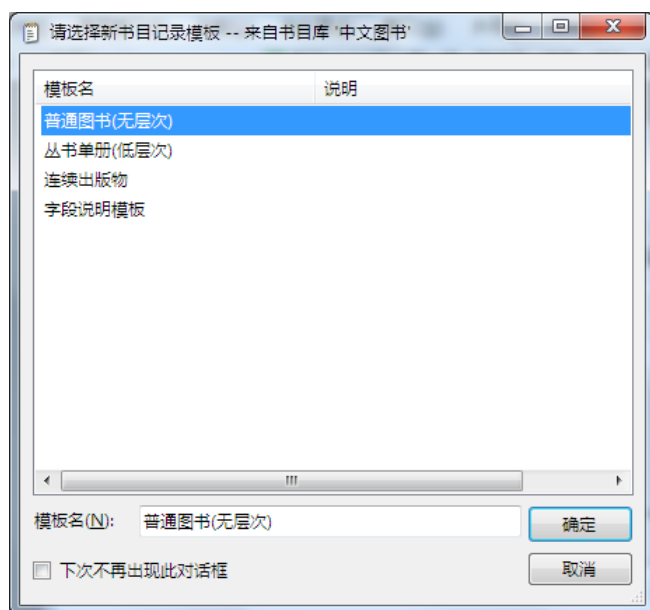 请选择新书目记录模板 -- 来自书目库 '中文图书'
模板名 说明
普通图书(无层次)
丛书单册(低层次)
连续出版物
字段说明模板
模板名(N): 普通图书(无层次) 确定
下次不再出现此对话框 取消